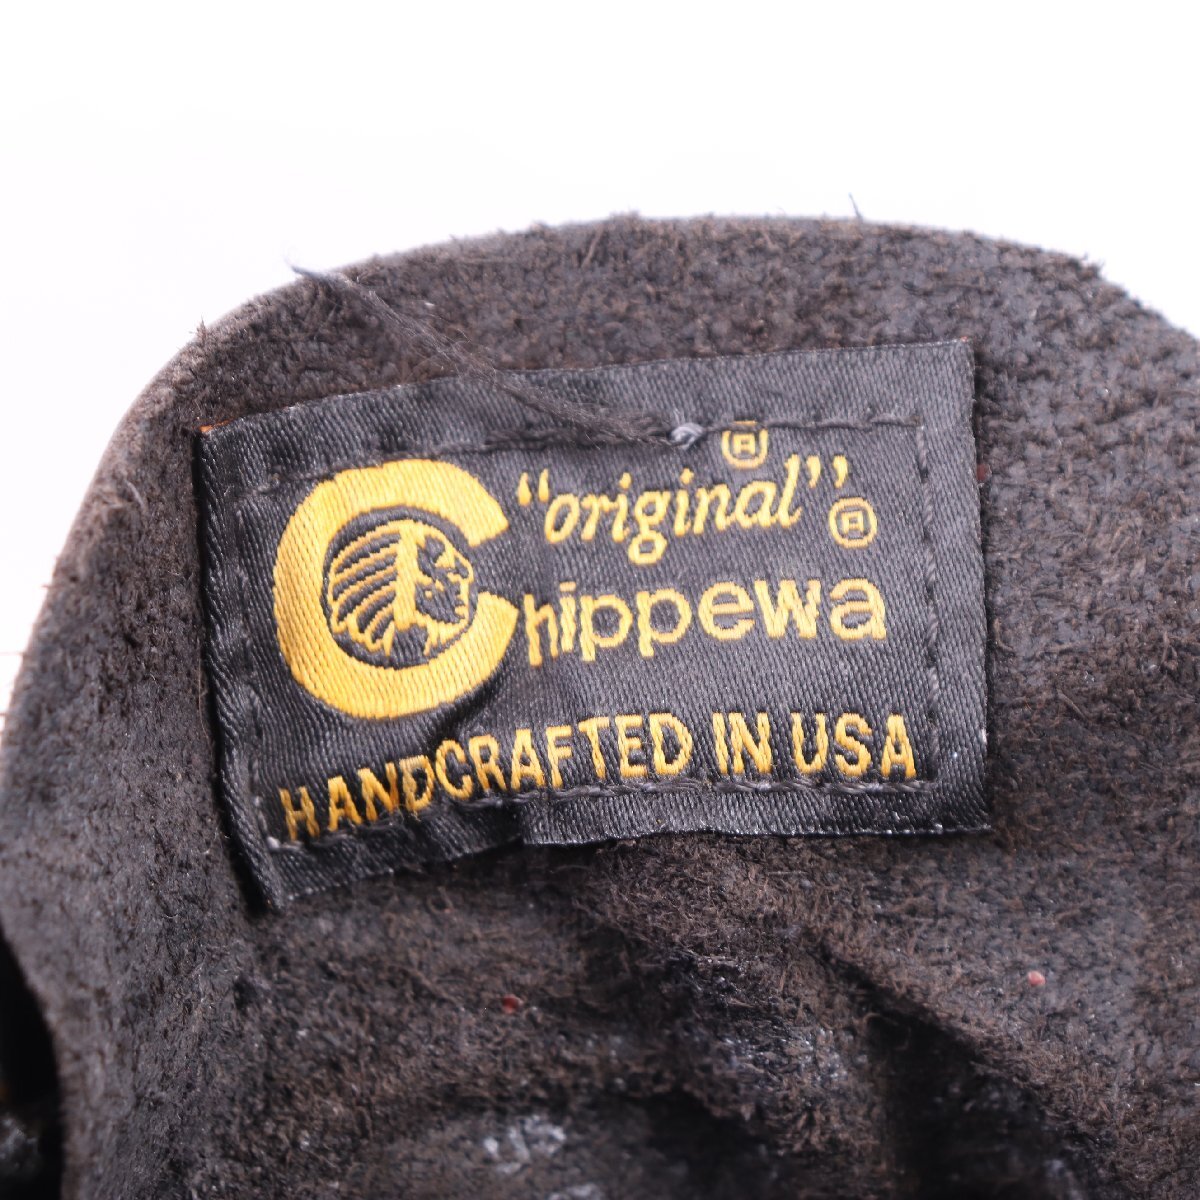 "original"® ®
Chippewa
HANDCRAFTED IN USA